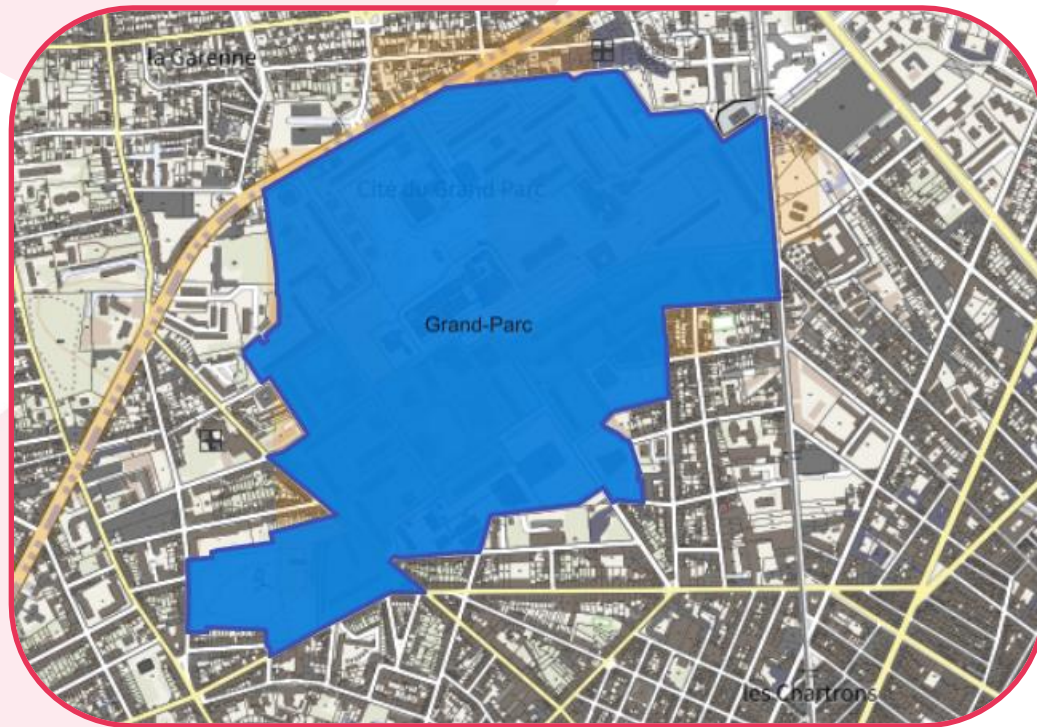 la Garenne
Cité du Grand Parc
Grand-Parc
les Chartrons